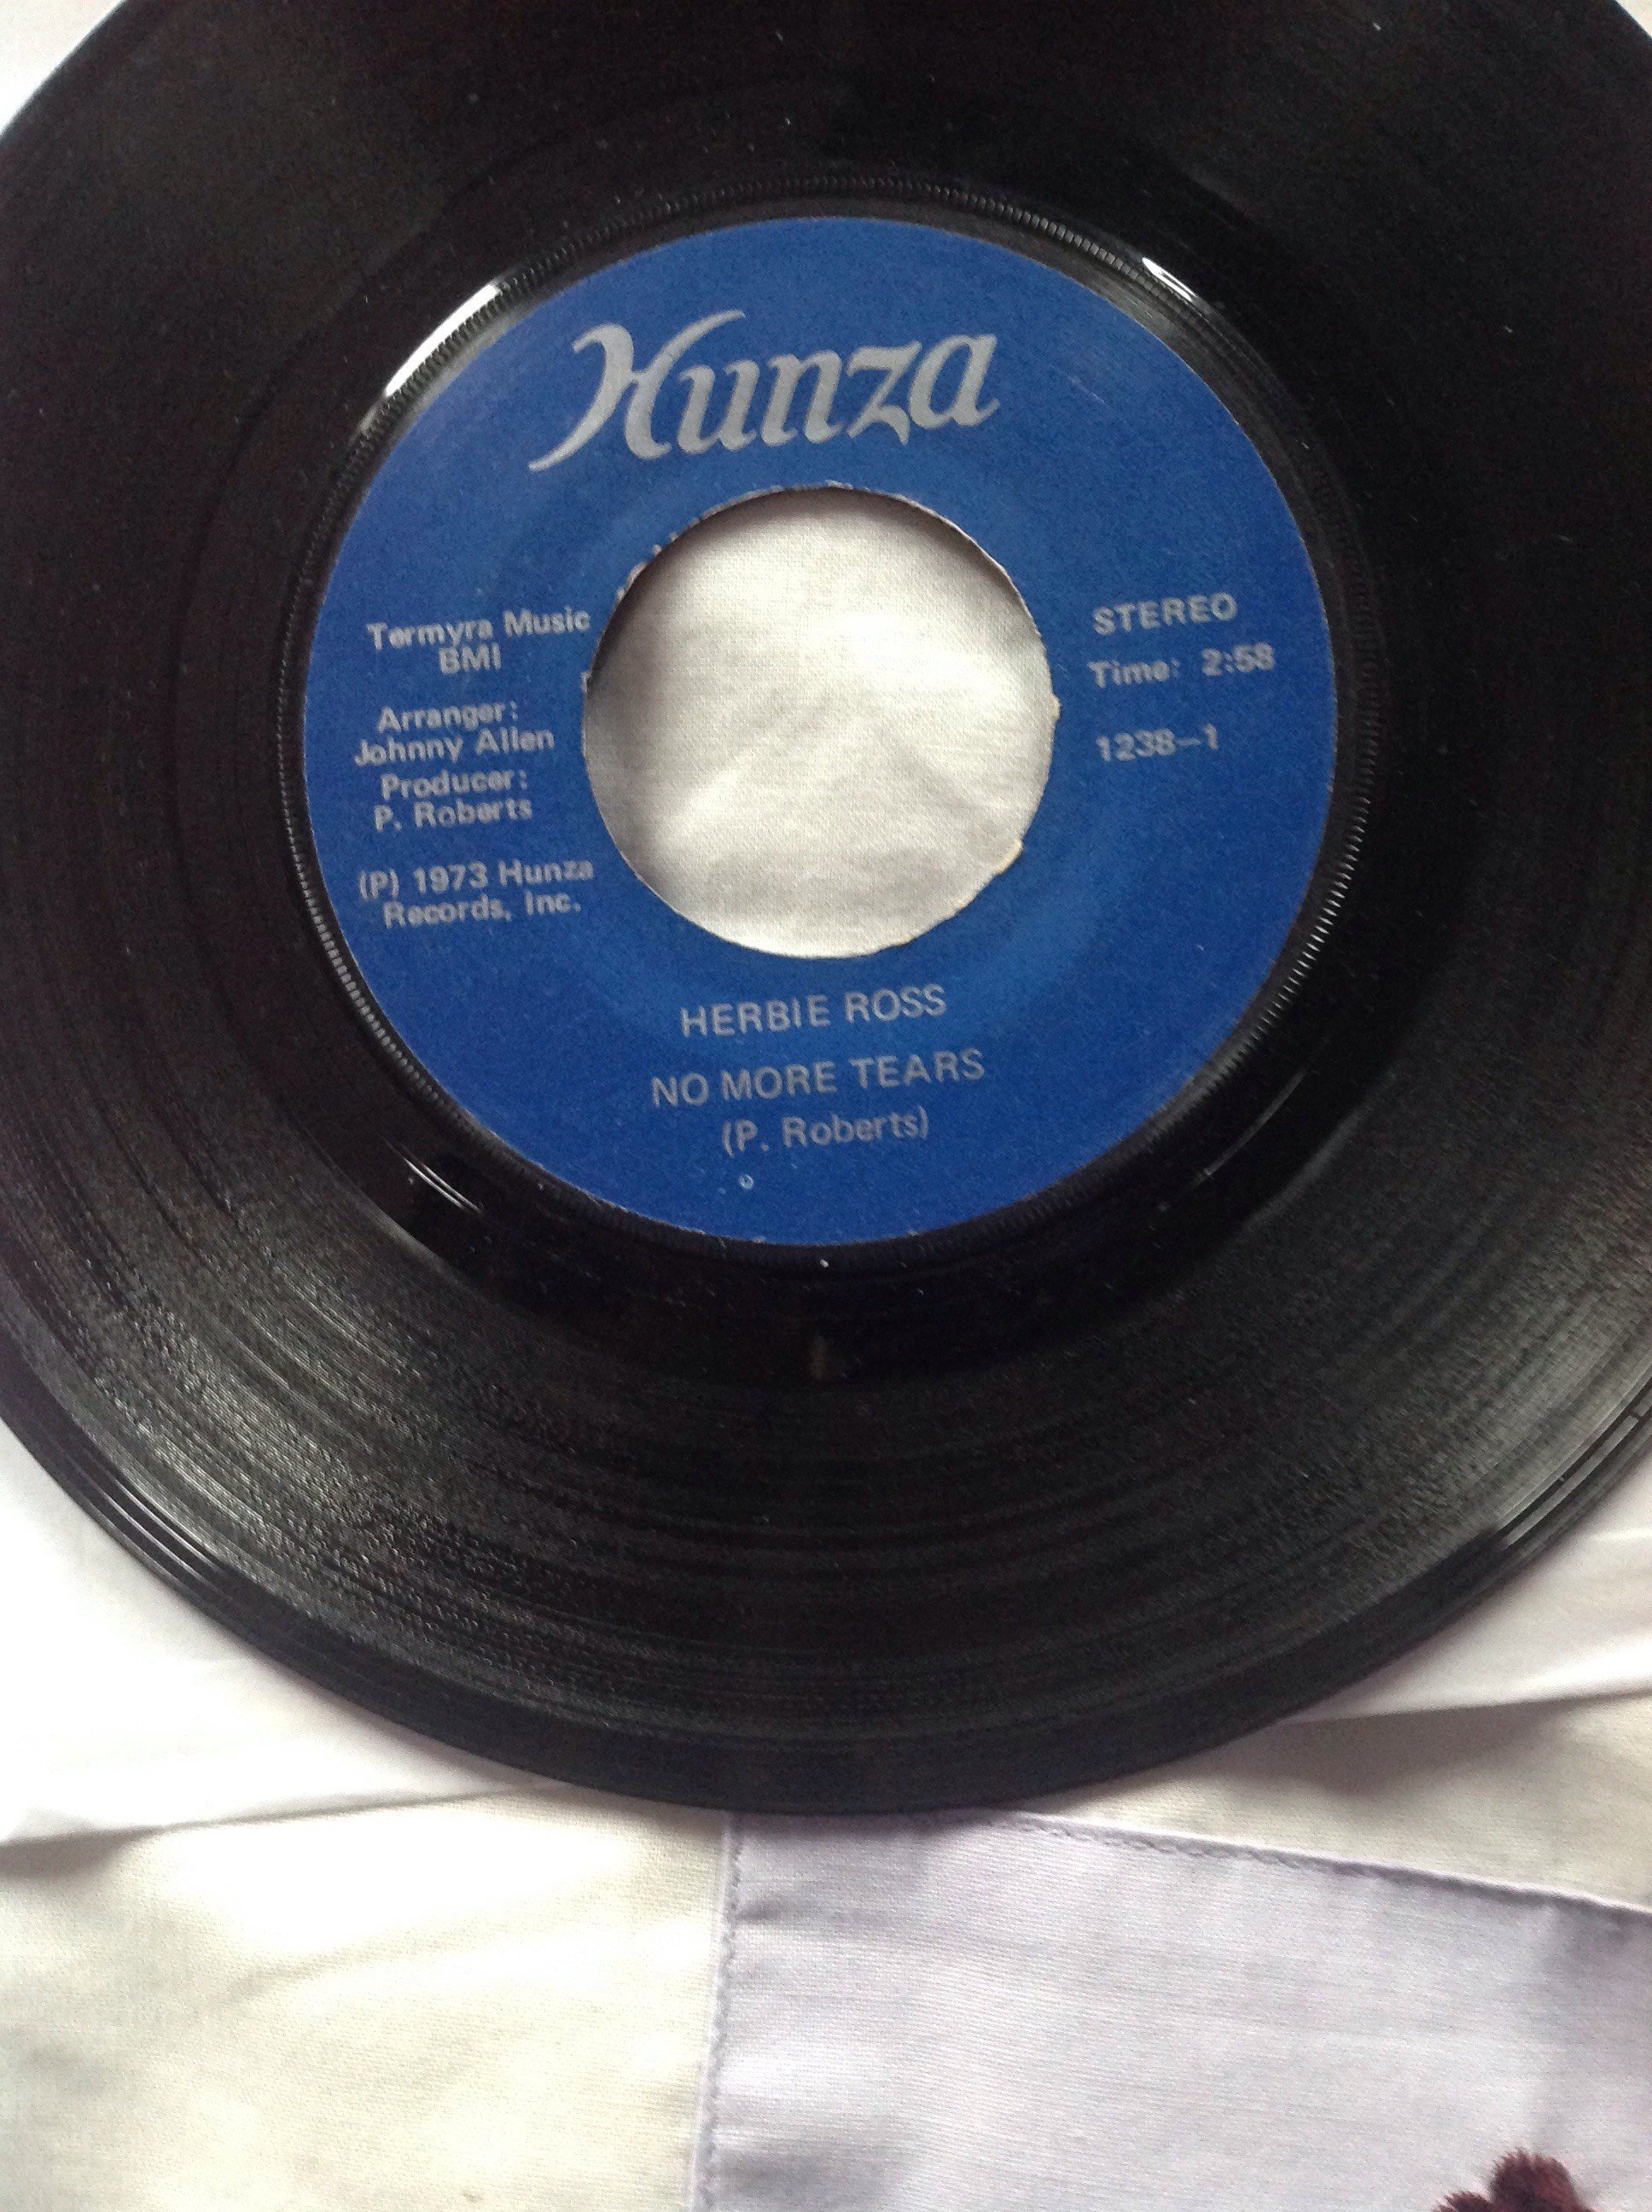 Hunza
Termyra Music
BMI
Arranger:
Johnny Allen
Producer:
P. Roberts
(P) 1973 Hunza
Records, Inc.
STEREO
Time: 2:58
1238-1
HERBIE ROSS
NO MORE TEARS
(P. Roberts)